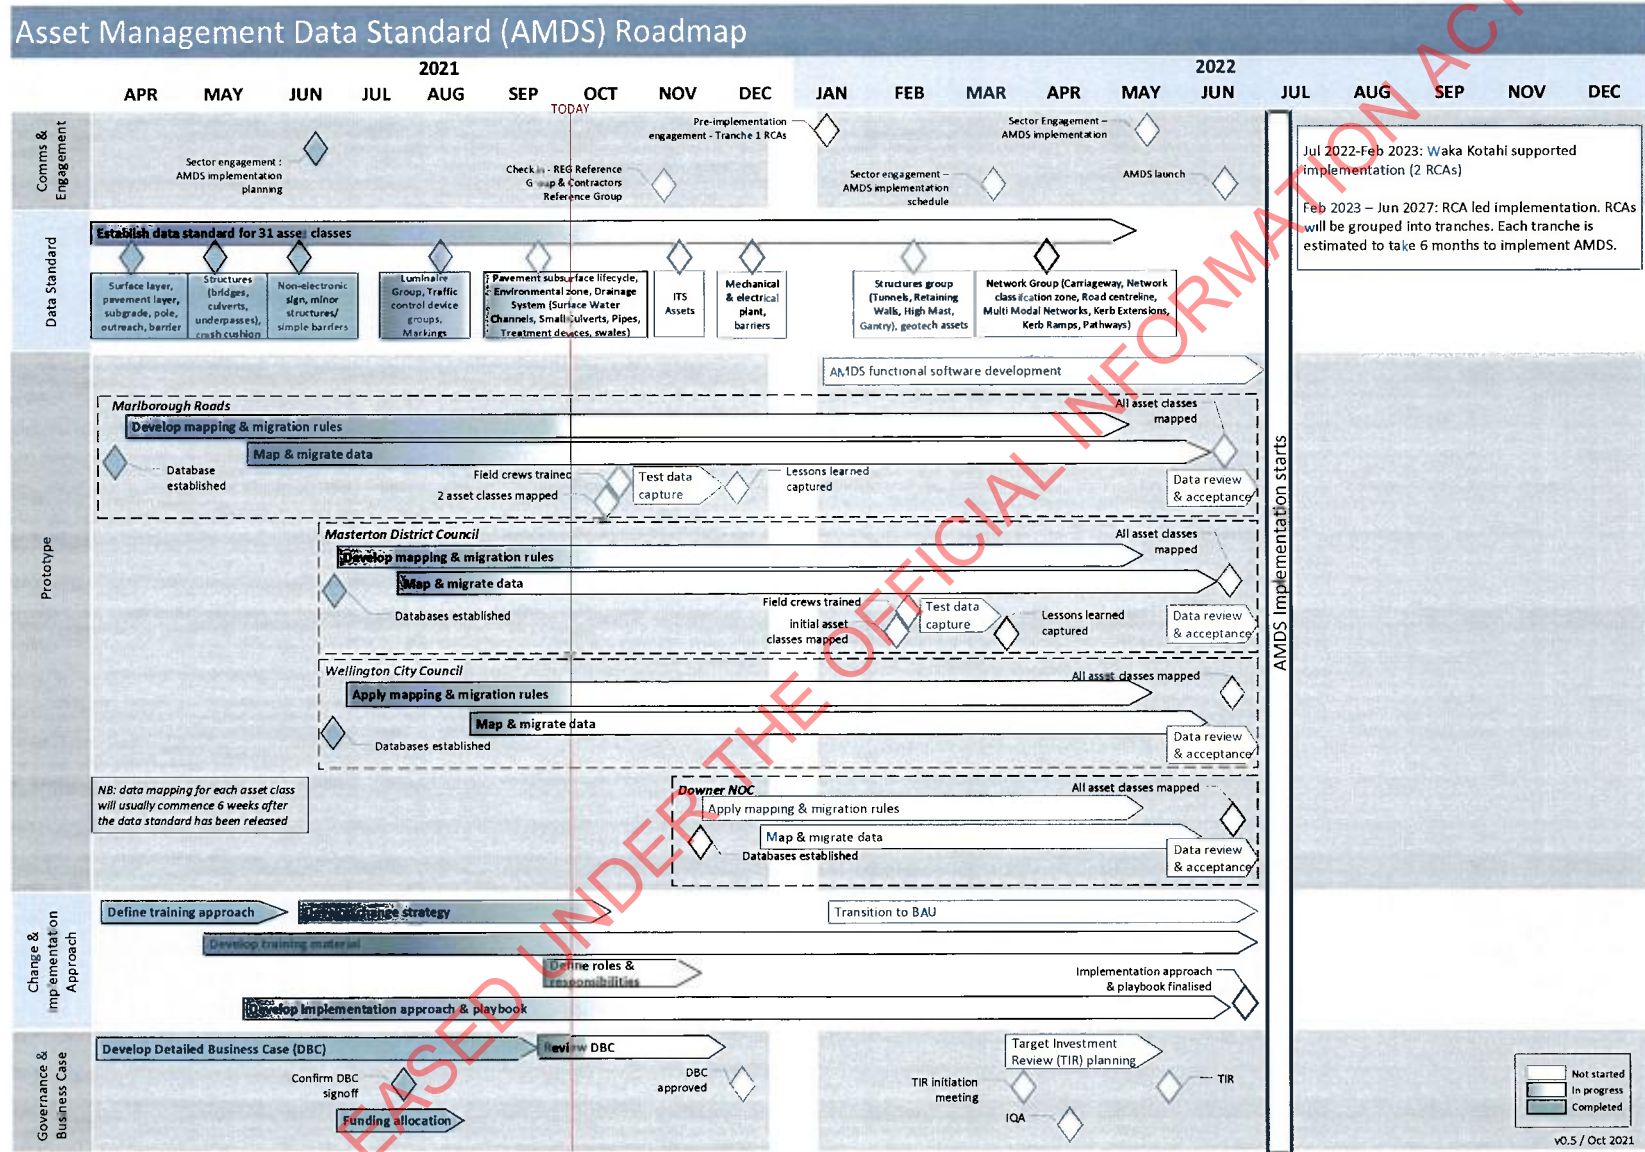 Asset Management Data Standard (AMDS) Roadmap
2021
2022
APR MAY JUN JUL AUG SEP OCT NOV DEC JAN FEB MAR APR MAY JUN JUL AUG SEP NOV DEC
TODAY
Comms &
Engagement
Sector engagement :
AMDS implementation
planning
Check in - REG Reference
Group & Contractors
Reference Group
Pre-implementation
engagement - Tranche 1 RCAs
Sector engagement –
AMDS implementation
schedule
Sector Engagement –
AMDS implementation
AMDS launch
Jul 2022-Feb 2023: Waka Kotahi supported
implementation (2 RCAs)
Feb 2023 – Jun 2027: RCA led implementation. RCAs
will be grouped into tranches. Each tranche is
estimated to take 6 months to implement AMDS.
Data Standard
Establish data standard for 31 asset classes
Surface layer,
pavement layer,
subgrade, pole,
outreach, barrier
Structures
(bridges,
culverts,
underpasses),
crash cushion
Non-electronic
sign, minor
structures/
simple barriers
Luminaire
Group, Traffic
control device
groups,
Markings
Pavement subsurface lifecycle,
Environmental zone, Drainage
System (Surface Water
Channels, Small culverts, Pipes,
Treatment devices, swales)
ITS
Assets
Mechanical
& electrical
plant,
barriers
Structures group
(Tunnels, Retaining
Walls, High Mast,
Gantry), geotech assets
Network Group (Carriageway, Network
classification zone, Road centreline,
Multi Modal Networks, Kerb Extensions,
Kerb Ramps, Pathways)
Prototype
AMDS functional software development
Marlborough Roads
Develop mapping & migration rules
Map & migrate data
Database
established
Field crews trained
2 asset classes mapped
Test data
capture
Lessons learned
captured
All asset classes
mapped
Data review
& acceptance
Masterton District Council
Develop mapping & migration rules
Map & migrate data
Databases established
Field crews trained
initial asset
classes mapped
Test data
capture
Lessons learned
captured
All asset classes
mapped
Data review
& acceptance
Wellington City Council
Apply mapping & migration rules
Map & migrate data
Databases established
All asset classes mapped
Data review
& acceptance
NB: data mapping for each asset class
will usually commence 6 weeks after
the data standard has been released
Downer NOC
Apply mapping & migration rules
Map & migrate data
Databases established
All asset classes mapped
Data review
& acceptance
AMDS Implementation starts
Change &
Implementation
Approach
Define training approach
Develop change strategy
Transition to BAU
Develop training material
Define roles &
responsibilities
Develop Implementation approach & playbook
Implementation approach
& playbook finalised
Governance &
Business Case
Develop Detailed Business Case (DBC)
Review DBC
Confirm DBC
signoff
Funding allocation
DBC
approved
Target Investment
Review (TIR) planning
TIR initiation
meeting
TIR
IQA
Not started
In progress
Completed
v0.5 / Oct 2021
EASED UNDER THE OFFICIAL INFORMATION AC